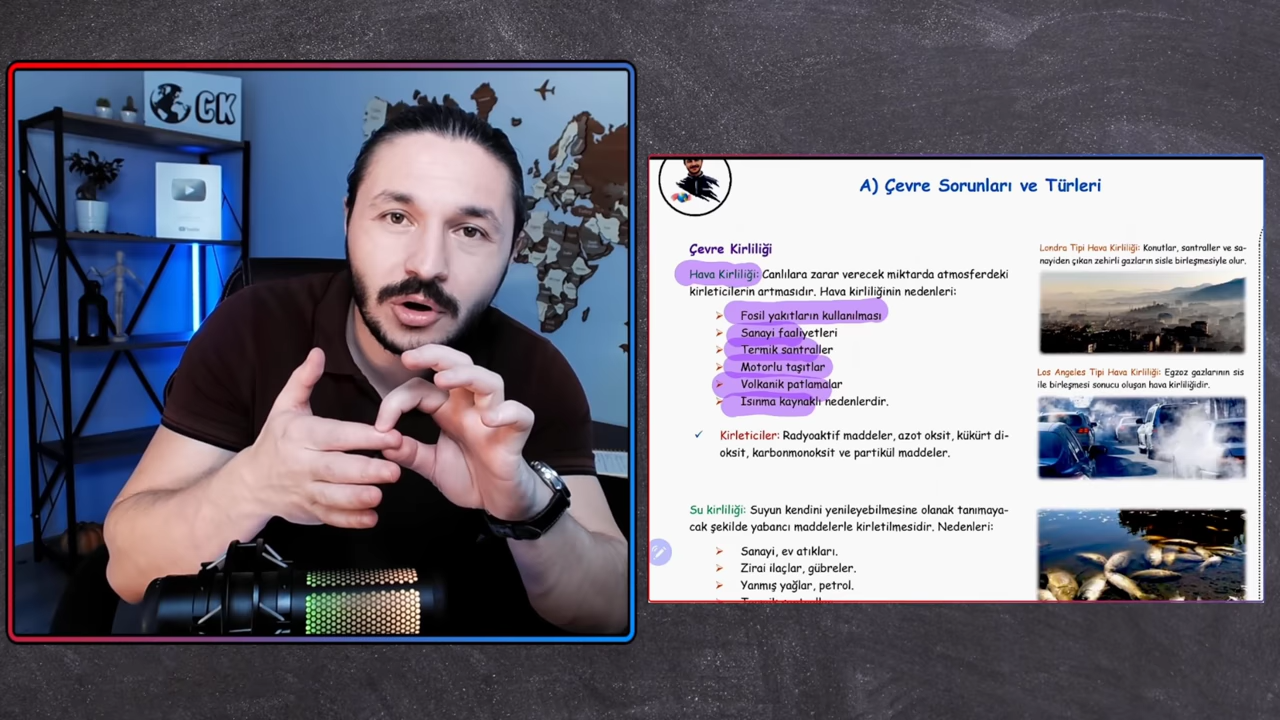 CK
A) Çevre Sorunları ve Türleri
Çevre Kirliliği
Hava Kirliliği: Canlılara zarar verecek miktarda atmosferdeki
kirleticilerin artmasıdır. Hava kirliliğinin nedenleri:
➢ Fosil yakıtların kullanılması
➢ Sanayi faaliyetleri
➢ Termik santraller
➢ Motorlu taşıtlar
➢ Volkanik patlamalar
➢ Isınma kaynaklı nedenlerdir.
✓ Kirleticiler: Radyoaktif maddeler, azot oksit, kükürt di-
oksit, karbonmonoksit ve partikül maddeler.
Su kirliliği: Suyun kendini yenileyebilmesine olanak tanımaya-
cak şekilde yabancı maddelerle kirletilmesidir. Nedenleri:
➢ Sanayi, ev atıkları.
➢ Zirai ilaçlar, gübreler.
➢ Yanmış yağlar, petrol.
Londra Tipi Hava Kirliliği: Konutlar, santraller ve sa-
nayiden çıkan zehirli gazların sisle birleşmesiyle olur.
Los Angeles Tipi Hava Kirliliği: Egzoz gazlarının sis
ile birleşmesi sonucu oluşan hava kirliliğidir.